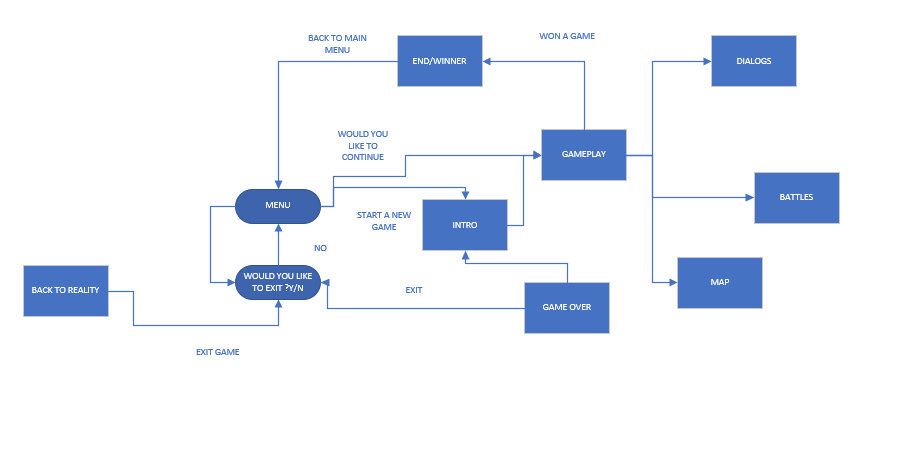 BACK TO MAIN
MENU
END/WINNER
WON A GAME
DIALOGS
WOULD YOU
LIKE TO
CONTINUE
GAMEPLAY
MENU
START A NEW
GAME
INTRO
BATTLES
NO
WOULD YOU LIKE
TO EXIT ?Y/N
BACK TO REALITY
EXIT
GAME OVER
MAP
EXIT GAME